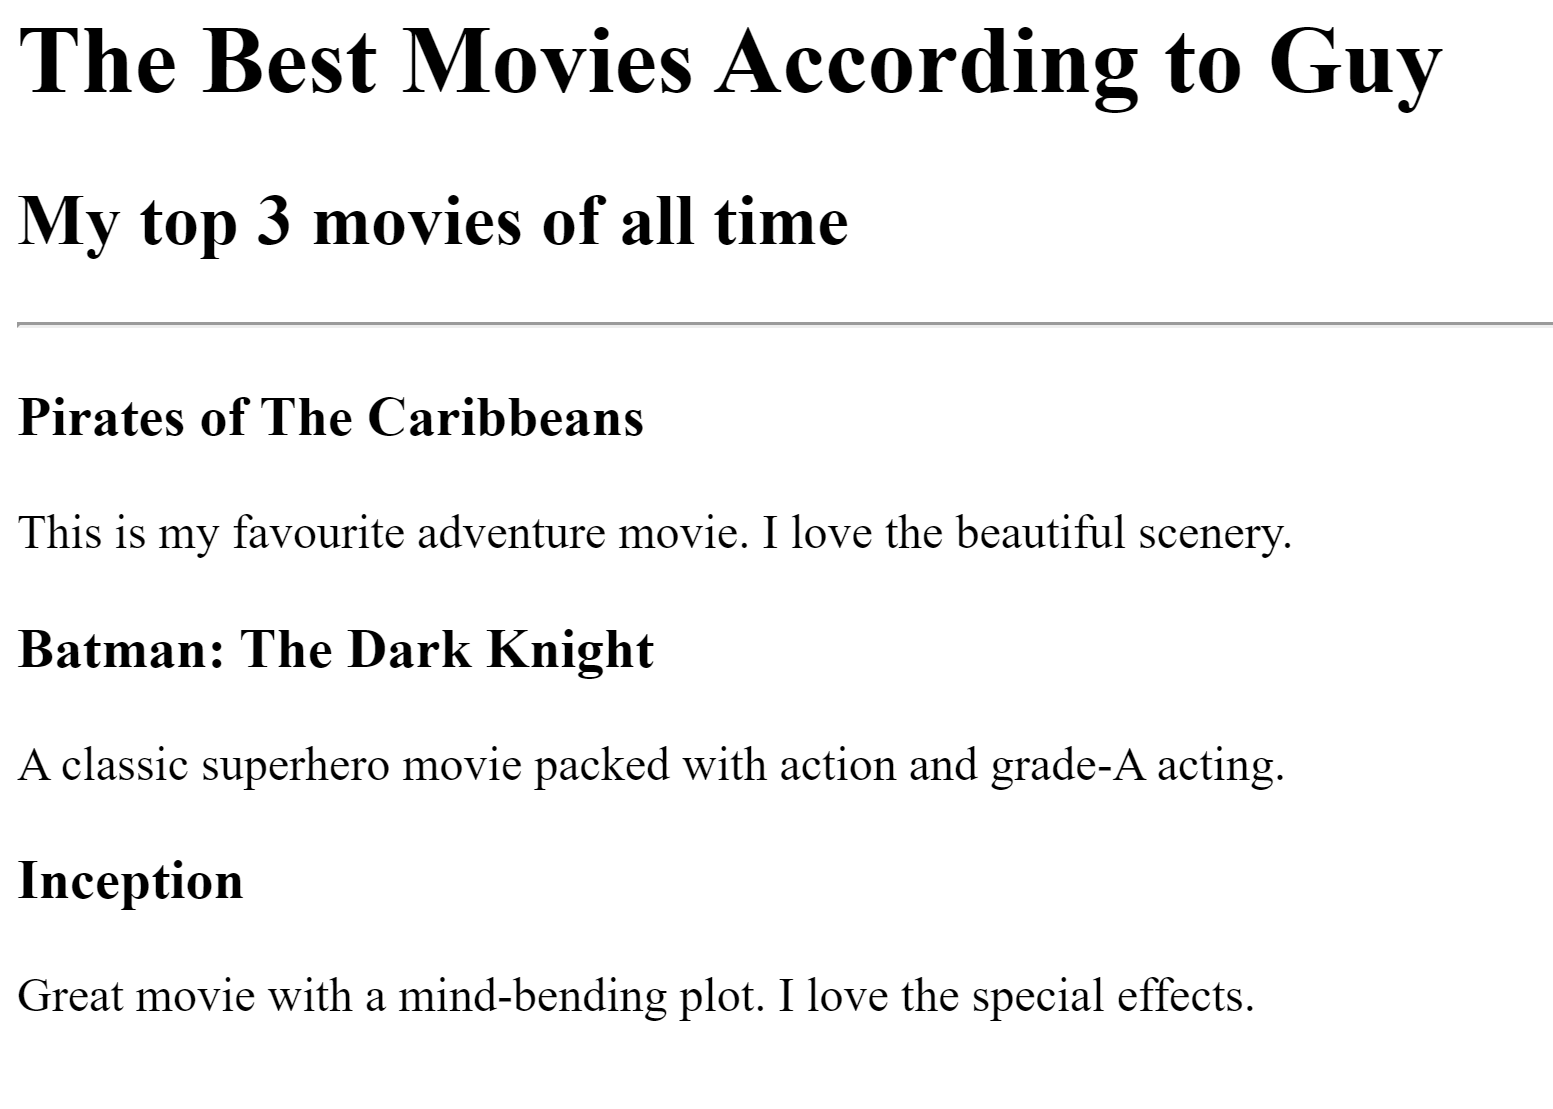 The Best Movies According to Guy
My top 3 movies of all time
Pirates of The Caribbeans
This is my favourite adventure movie. I love the beautiful scenery.
Batman: The Dark Knight
A classic superhero movie packed with action and grade-A acting.
Inception
Great movie with a mind-bending plot. I love the special effects.